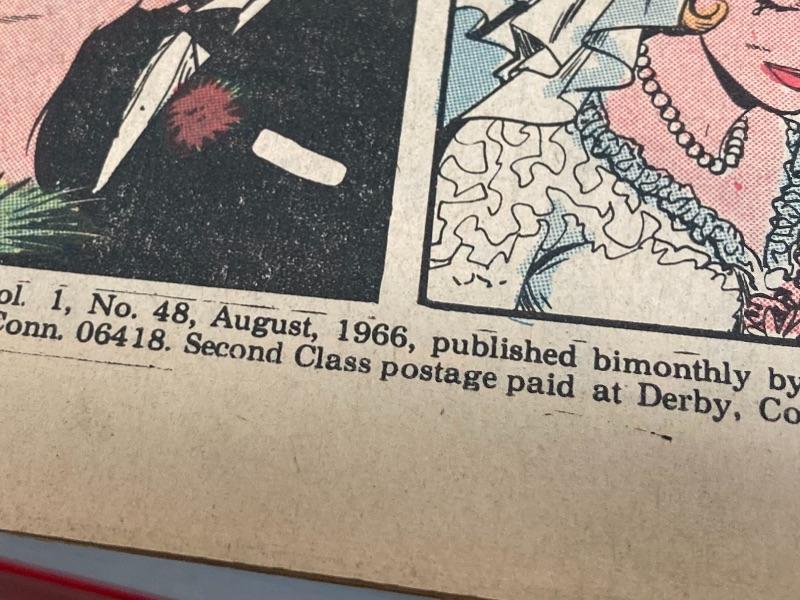 ol. 1, No. 48, August, 1966, published bimonthly by
Conn. 06418. Second Class postage paid at Derby, Co